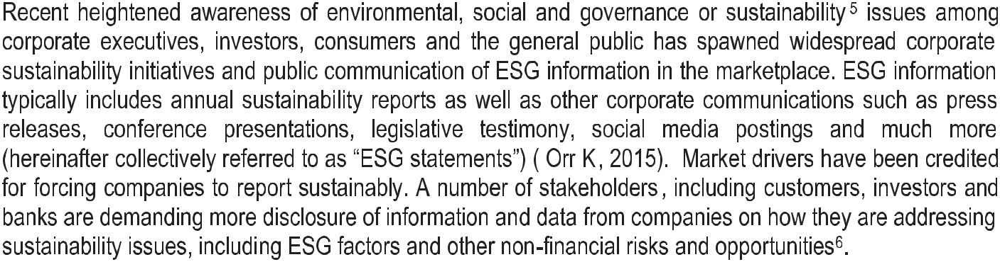 Recent heightened awareness of environmental, social and governance or sustainability⁵ issues among
corporate executives, investors, consumers and the general public has spawned widespread corporate
sustainability initiatives and public communication of ESG information in the marketplace. ESG information
typically includes annual sustainability reports as well as other corporate communications such as press
releases, conference presentations, legislative testimony, social media postings and much more
(hereinafter collectively referred to as “ESG statements”) ( Orr K, 2015).  Market drivers have been credited
for forcing companies to report sustainably. A number of stakeholders, including customers, investors and
banks are demanding more disclosure of information and data from companies on how they are addressing
sustainability issues, including ESG factors and other non-financial risks and opportunities⁶.